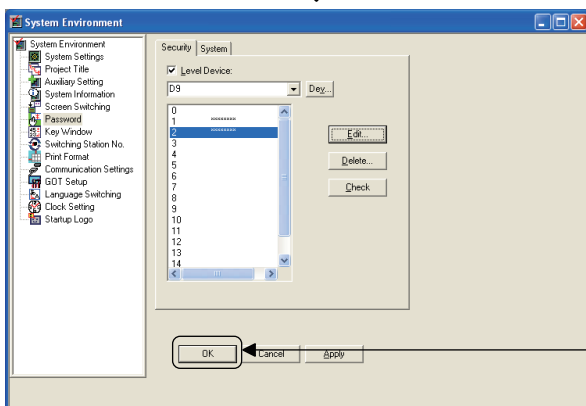 System Environment
System Environment
System Settings
Project Title
Auxiliary Setting
System Information
Screen Switching
Password
Key Window
Switching Station No.
Print Format
Communication Settings
GOT Setup
Language Switching
Clock Setting
Startup Logo
Security System
Level Device:
D9 Dev...
0
1 ********
2 ********
3
4
5
6
7
8
9
10
11
12
13
14
Edit...
Delete...
Check
OK Cancel Apply